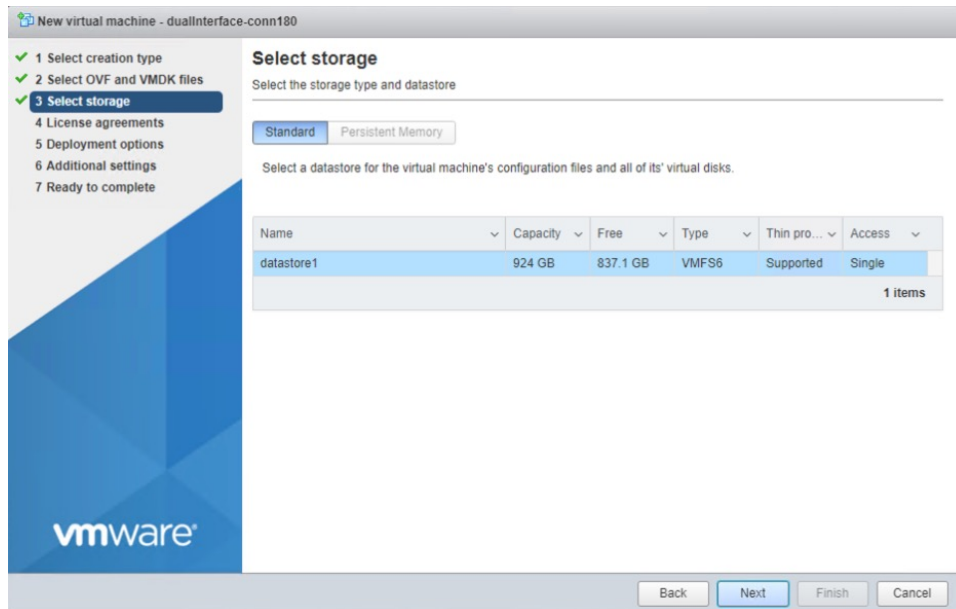 New virtual machine - dualInterface-conn180
1 Select creation type
2 Select OVF and VMDK files
3 Select storage
4 License agreements
5 Deployment options
6 Additional settings
7 Ready to complete
vmware®
Select storage
Select the storage type and datastore
Standard Persistent Memory
Select a datastore for the virtual machine's configuration files and all of its' virtual disks.
Name Capacity Free Type Thin pro... Access
datastore1 924 GB 837.1 GB VMFS6 Supported Single
1 items
Back Next Finish Cancel